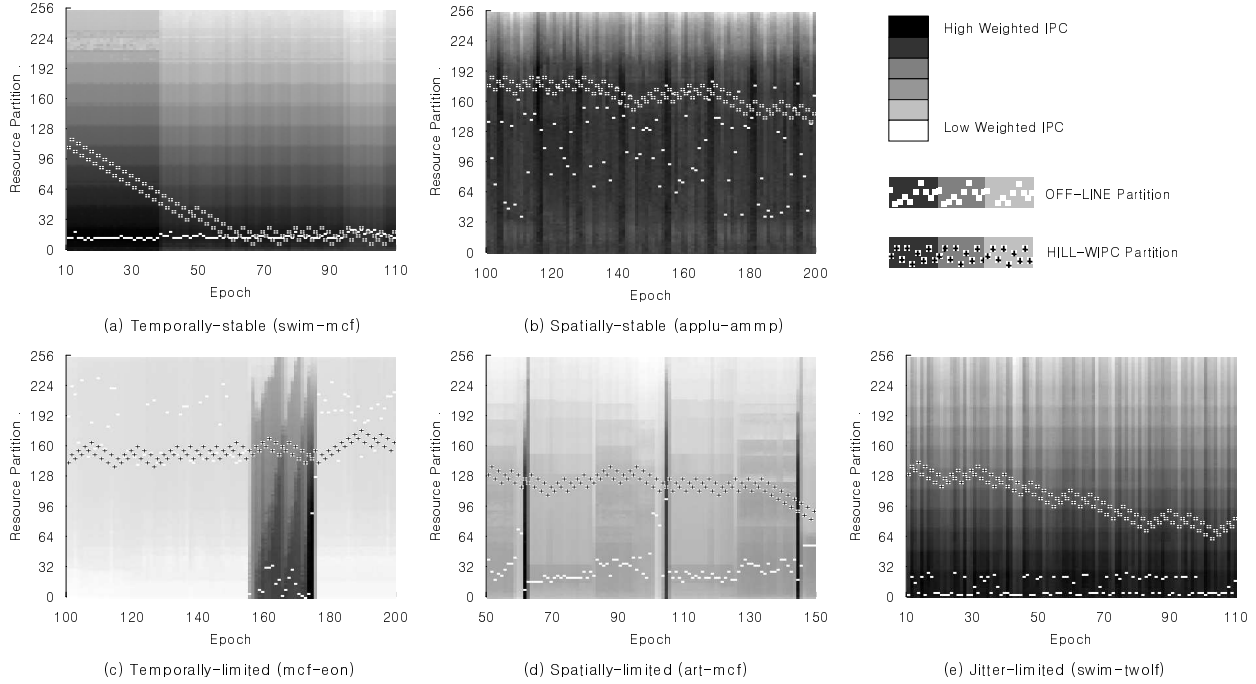 256
224
192
160
128
96
64
32
0
Resource Partition .
10 30 50 70 90 110
Epoch
(a) Temporally-stable (swim-mcf)
256
224
192
160
128
96
64
32
0
Resource Partition .
100 120 140 160 180 200
Epoch
(b) Spatially-stable (applu-ammp)
High Weighted IPC
Low Weighted IPC
OFF-LINE Partition
HILL-WIPC Partition
256
224
192
160
128
96
64
32
0
Resource Partition .
100 120 140 160 180 200
Epoch
(c) Temporally-limited (mcf-eon)
256
224
192
160
128
96
64
32
0
Resource Partition .
50 70 90 110 130 150
Epoch
(d) Spatially-limited (art-mcf)
256
224
192
160
128
96
64
32
0
Resource Partition .
10 30 50 70 90 110
Epoch
(e) Jitter-limited (swim-twolf)